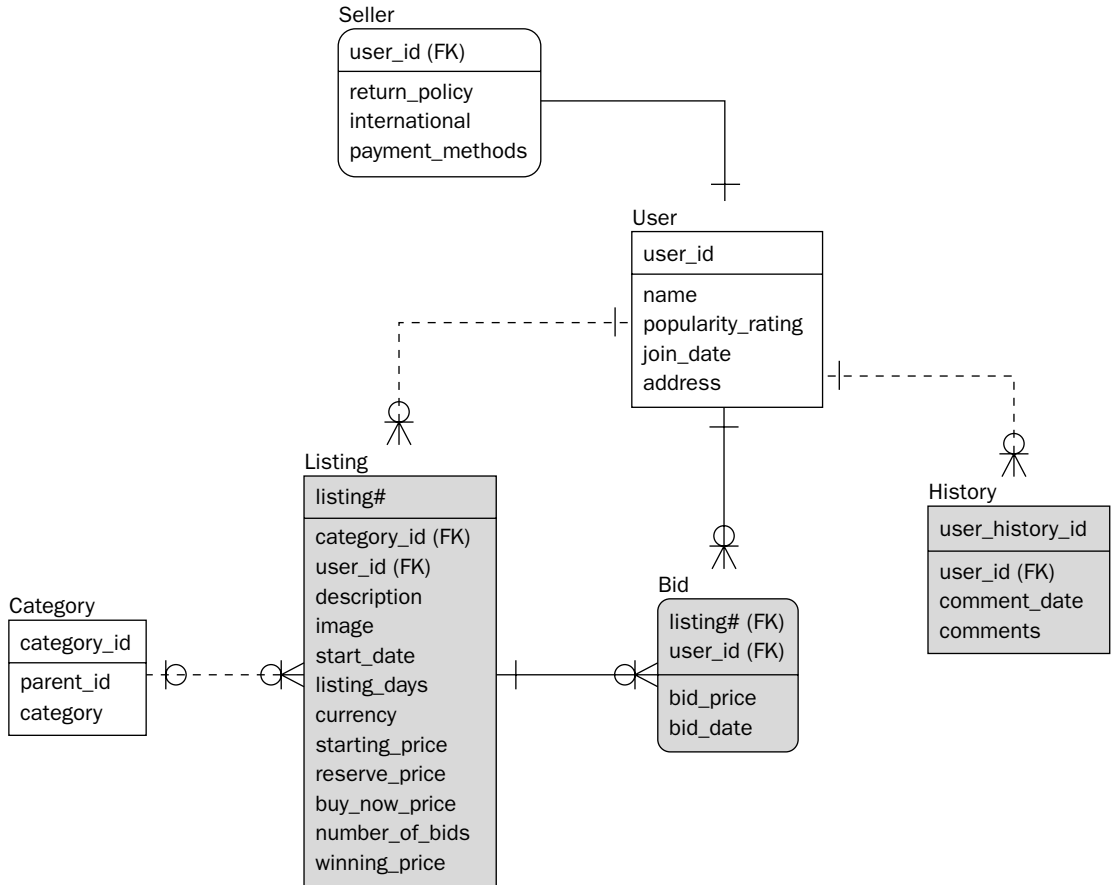 Seller
user_id (FK)
return_policy
international
payment_methods
User
user_id
name
popularity_rating
join_date
address
Listing
listing#
category_id (FK)
user_id (FK)
description
image
start_date
listing_days
currency
starting_price
reserve_price
buy_now_price
number_of_bids
winning_price
History
user_history_id
user_id (FK)
comment_date
comments
Bid
listing# (FK)
user_id (FK)
bid_price
bid_date
Category
category_id
parent_id
category